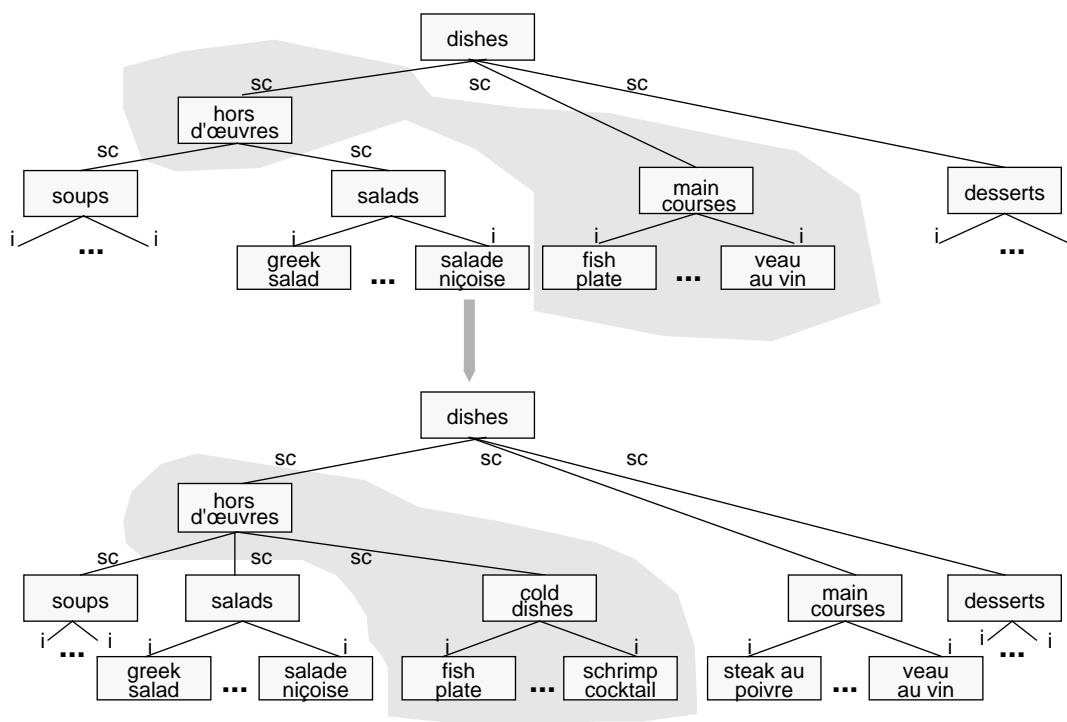 dishes
sc
sc
sc
hors
d'œuvres
sc
sc
soups
salads
main
courses
desserts
i
...
i
i
i
i
i
i
...
greek
salad
...
salade
niçoise
fish
plate
...
veau
au vin
dishes
sc
sc
sc
hors
d'œuvres
sc
sc
sc
soups
salads
cold
dishes
main
courses
desserts
i
...
i
i
i
i
i
i
i
i
...
i
greek
salad
...
salade
niçoise
fish
plate
...
schrimp
cocktail
steak au
poivre
...
veau
au vin